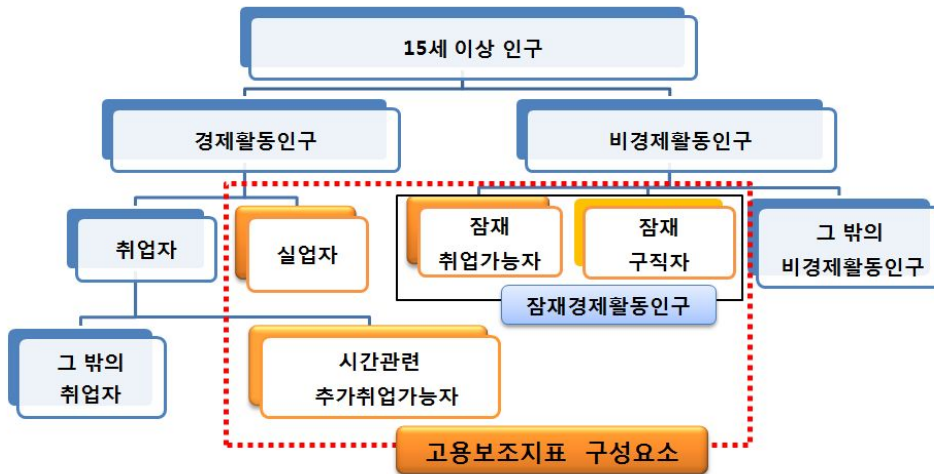 15세 이상 인구
경제활동인구
비경제활동인구
취업자
실업자
잠재
취업가능자
잠재
구직자
그 밖의
비경제활동인구
잠재경제활동인구
그 밖의
취업자
시간관련
추가취업가능자
고용보조지표 구성요소